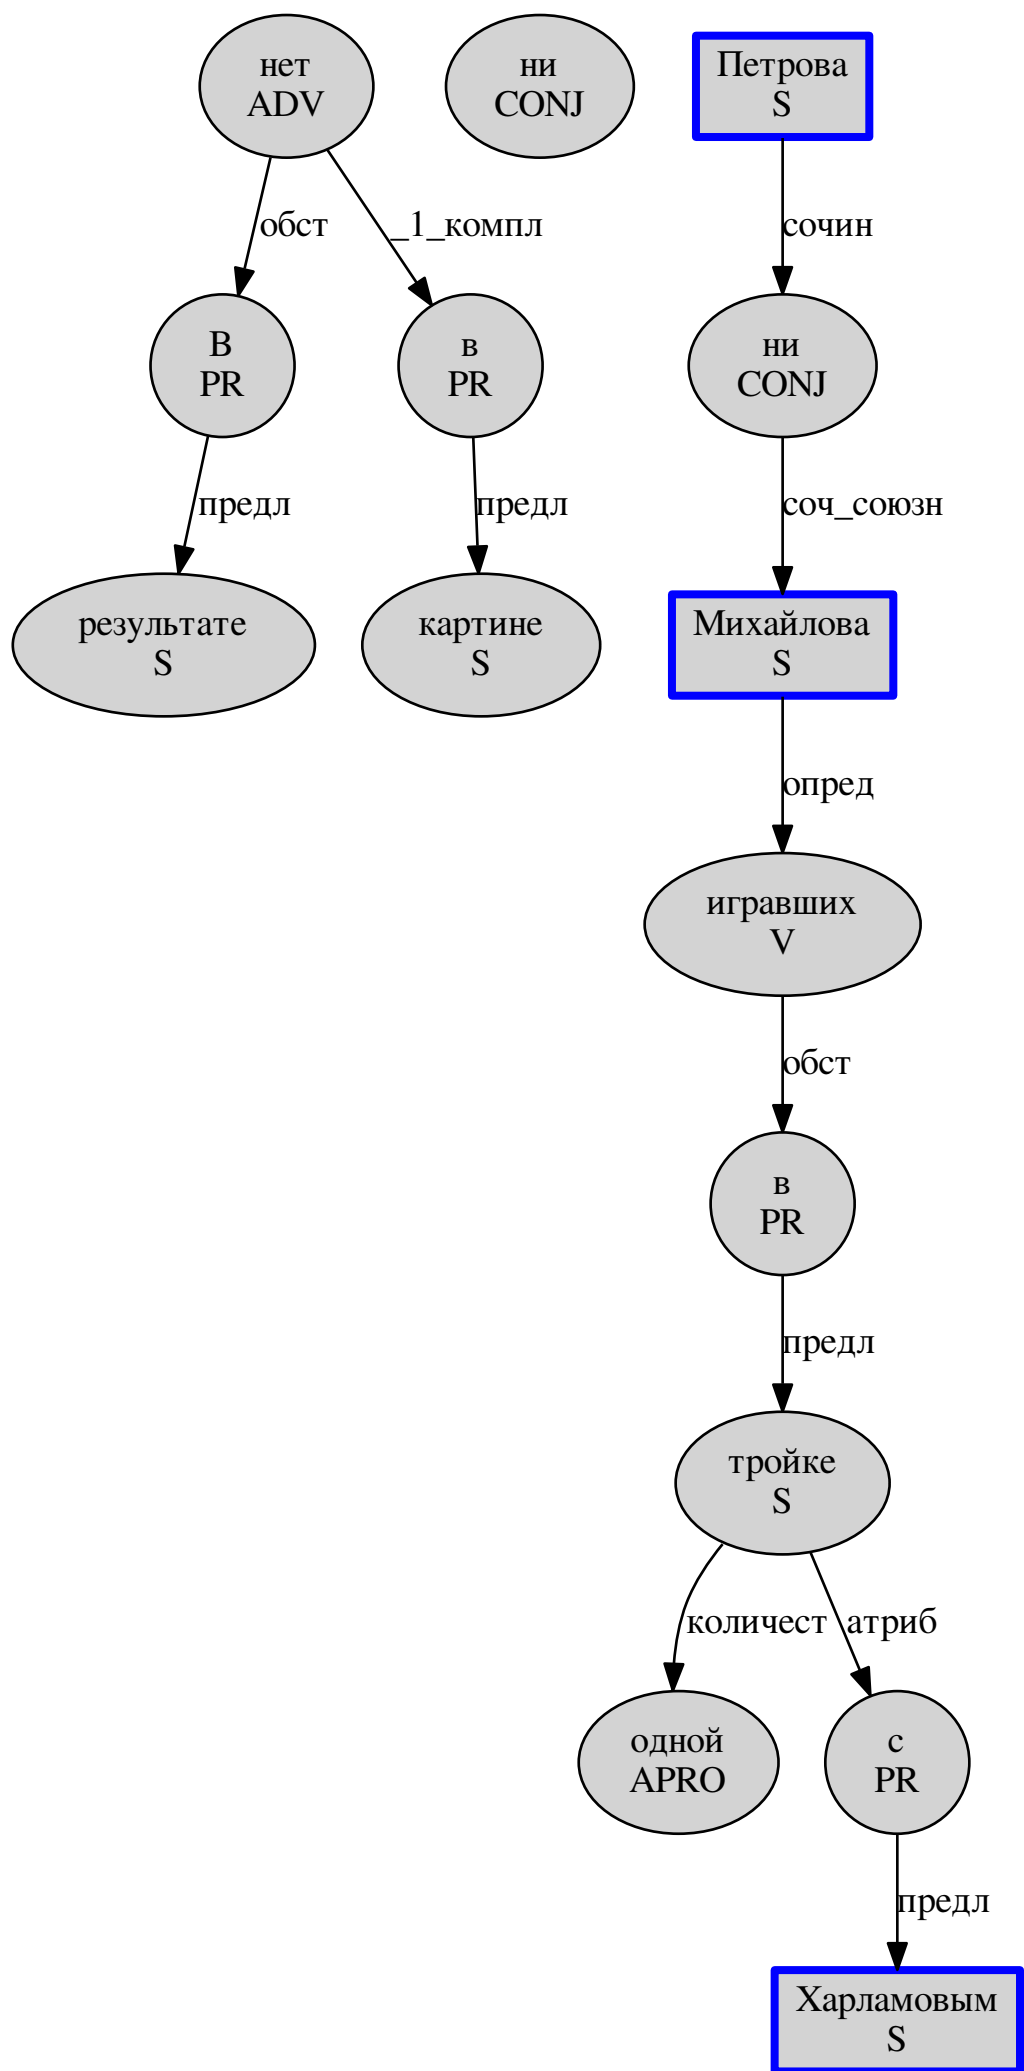 нет
ADV
ни
CONJ
Петрова
S
обст
_1_компл
сочин
В
PR
в
PR
ни
CONJ
предл
предл
соч_союзн
результате
S
картине
S
Михайлова
S
опред
игравших
V
обст
в
PR
предл
тройке
S
количест
атриб
одной
APRO
с
PR
предл
Харламовым
S